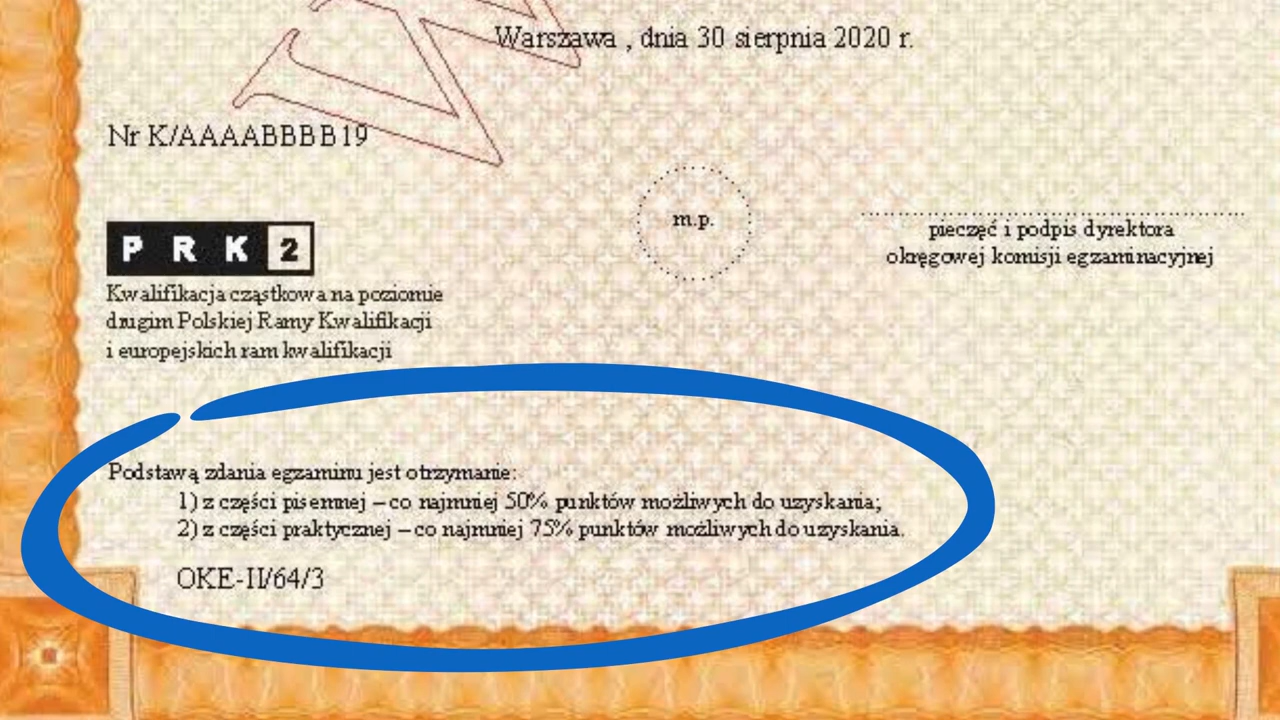 Warszawa , dnia 30 sierpnia 2020 r.
Nr K/AAAABBBB19
m.p.
pieczęć i podpis dyrektora
okręgowej komisji egzaminacyjnej
P R K 2
Kwalifikacja cząstkowa na poziomie
drugim Polskiej Ramy Kwalifikacji
i europejskich ram kwalifikacji
Podstawą zdania egzaminu jest otrzymanie:
1) z części pisemnej – co najmniej 50% punktów możliwych do uzyskania;
2) z części praktycznej – co najmniej 75% punktów możliwych do uzyskania.
OKE-II/64/3